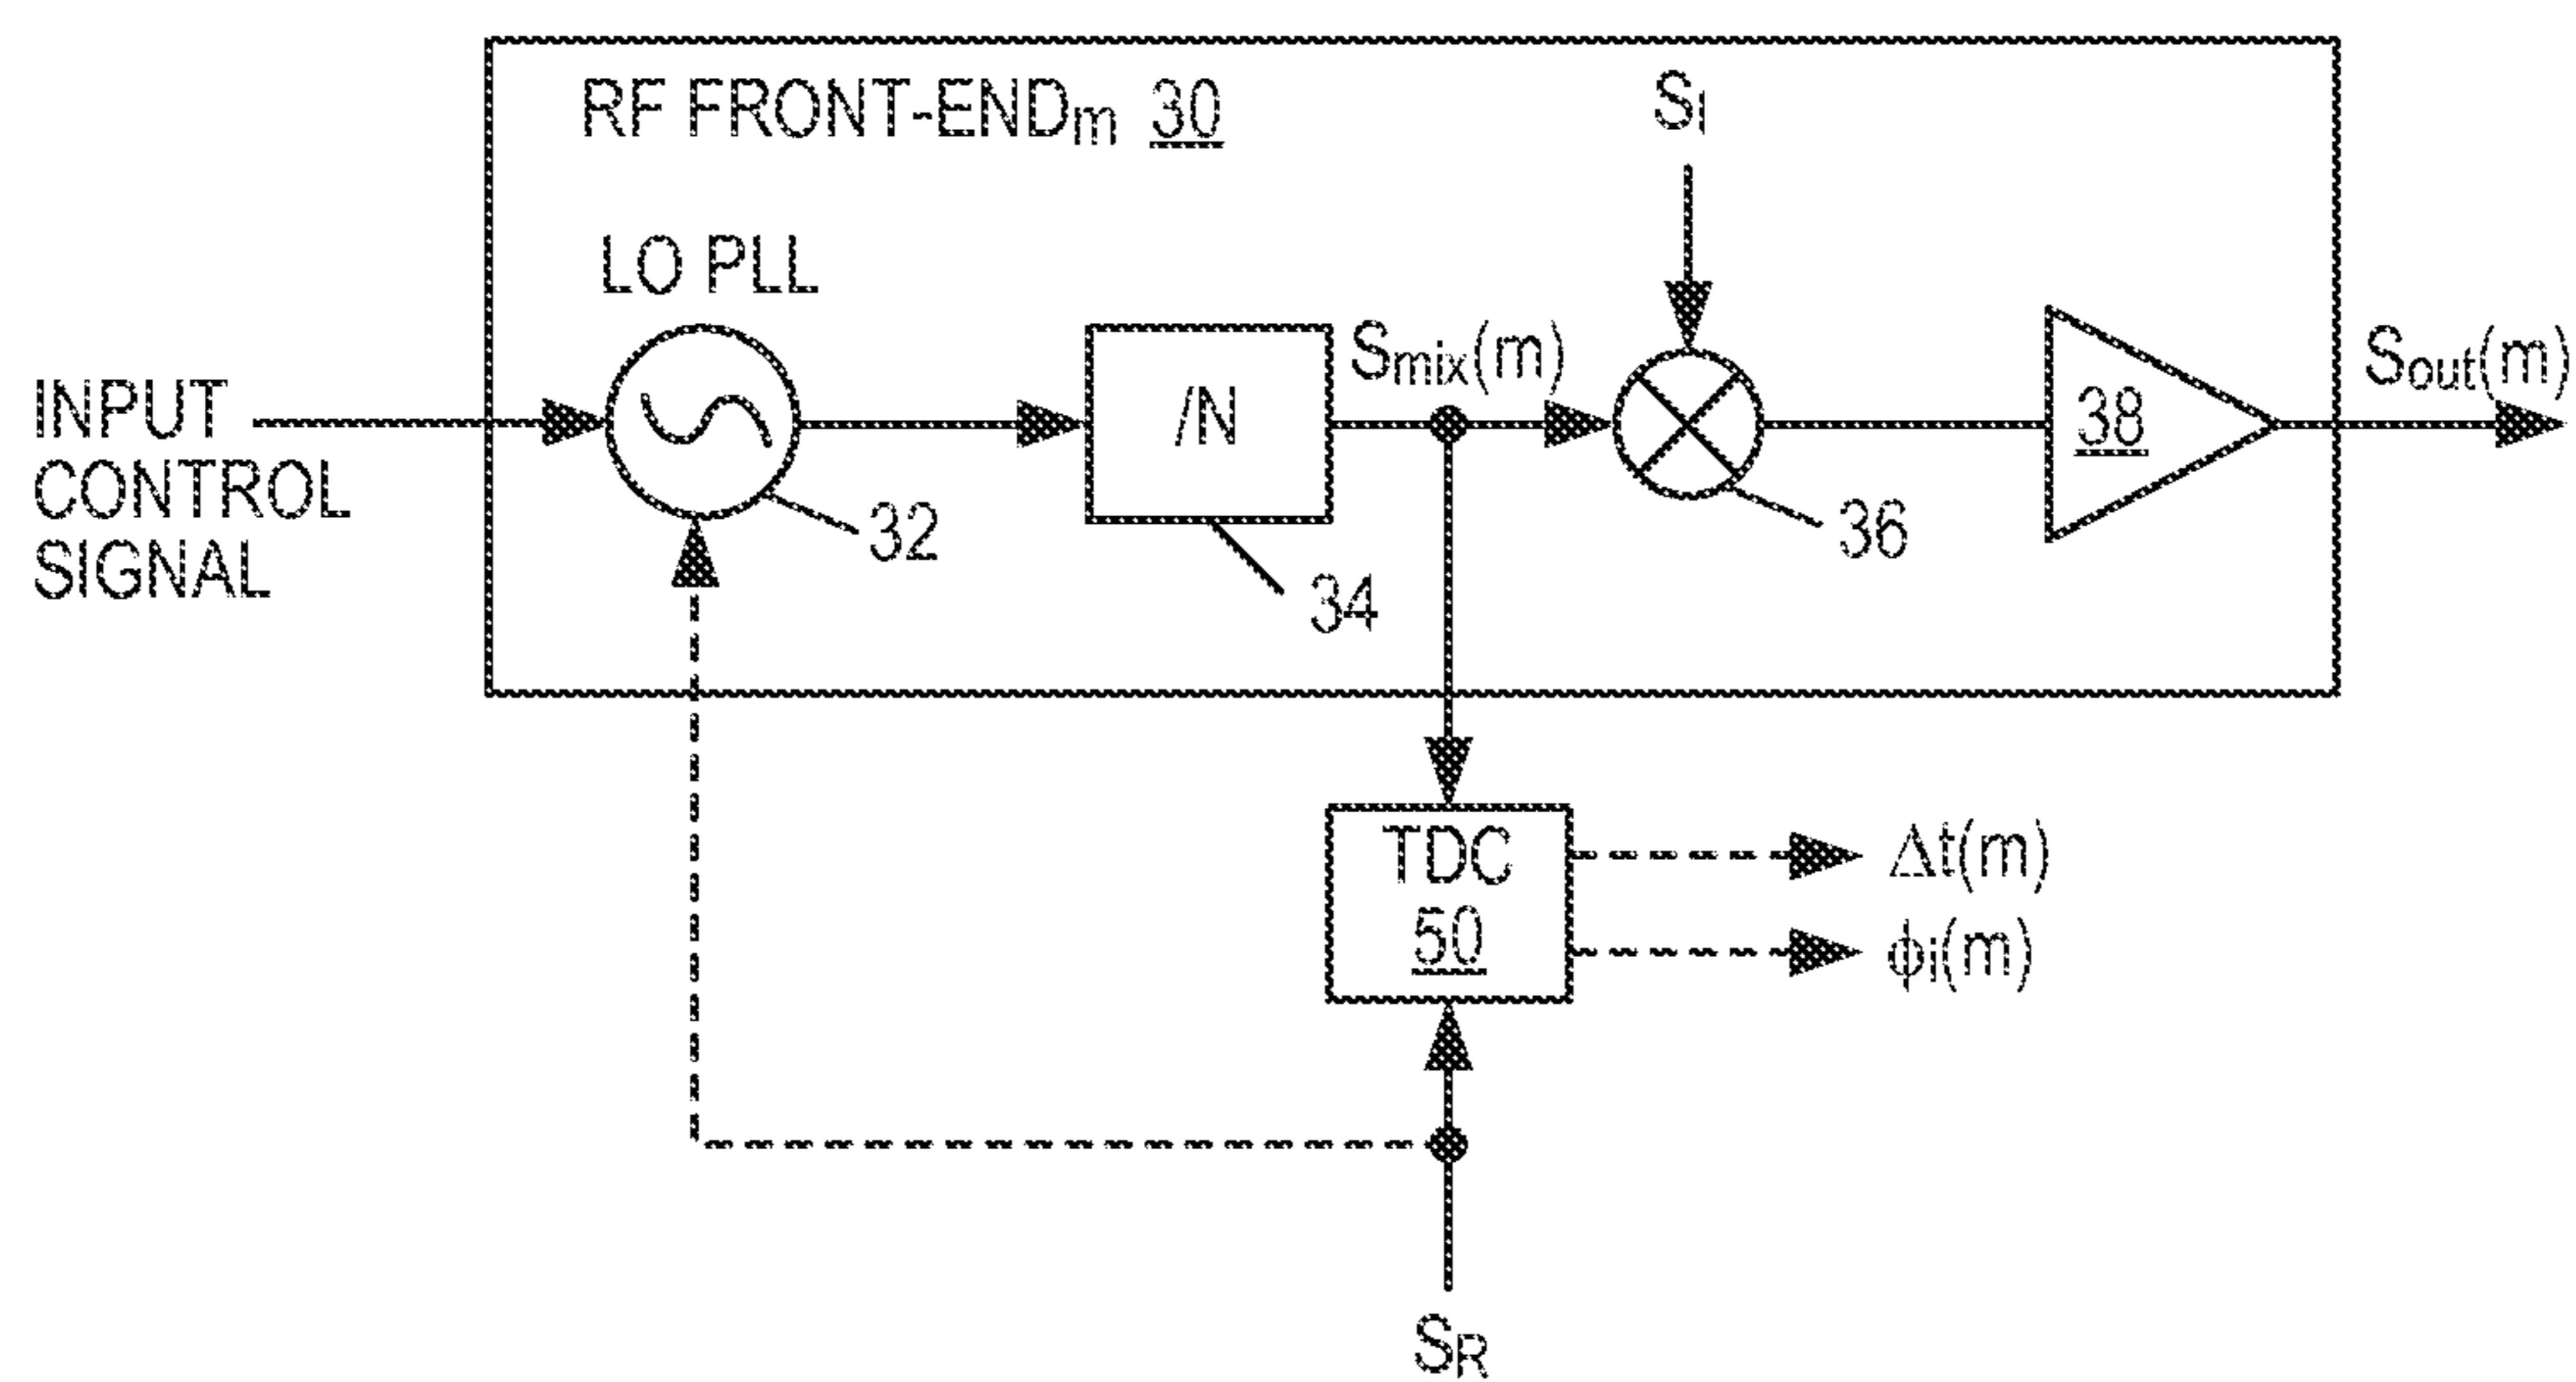 RF FRONT-ENDm 30
SI
LO PLL
INPUT
CONTROL
SIGNAL
32
/N
34
Smix(m)
36
38
Sout(m)
TDC
50
Δt(m)
ϕi(m)
SR